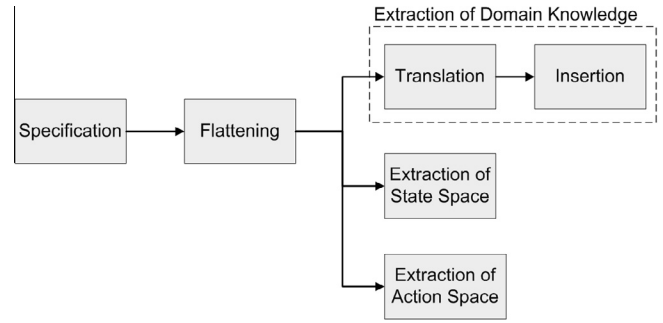 Extraction of Domain Knowledge
Translation
Insertion
Specification
Flattening
Extraction of
State Space
Extraction of
Action Space